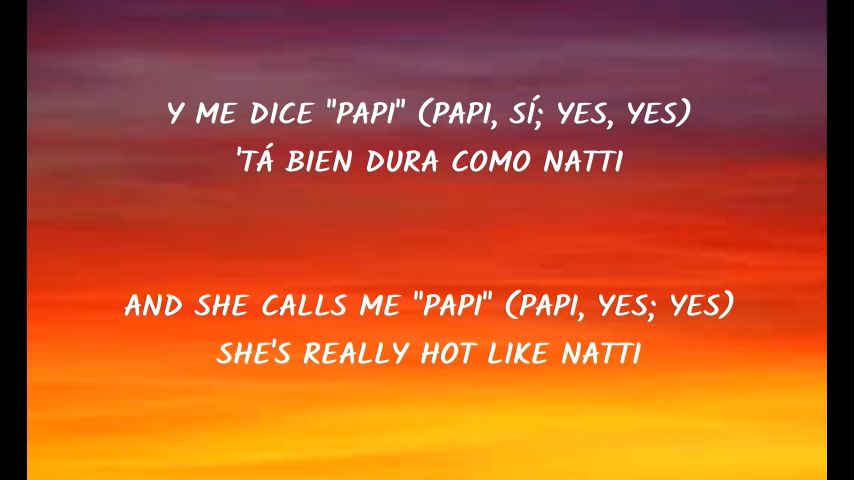 Y ME DICE "PAPI" (PAPI, SÍ; YES, YES)
'TÁ BIEN DURA COMO NATTI
AND SHE CALLS ME "PAPI" (PAPI, YES; YES)
SHE'S REALLY HOT LIKE NATTI